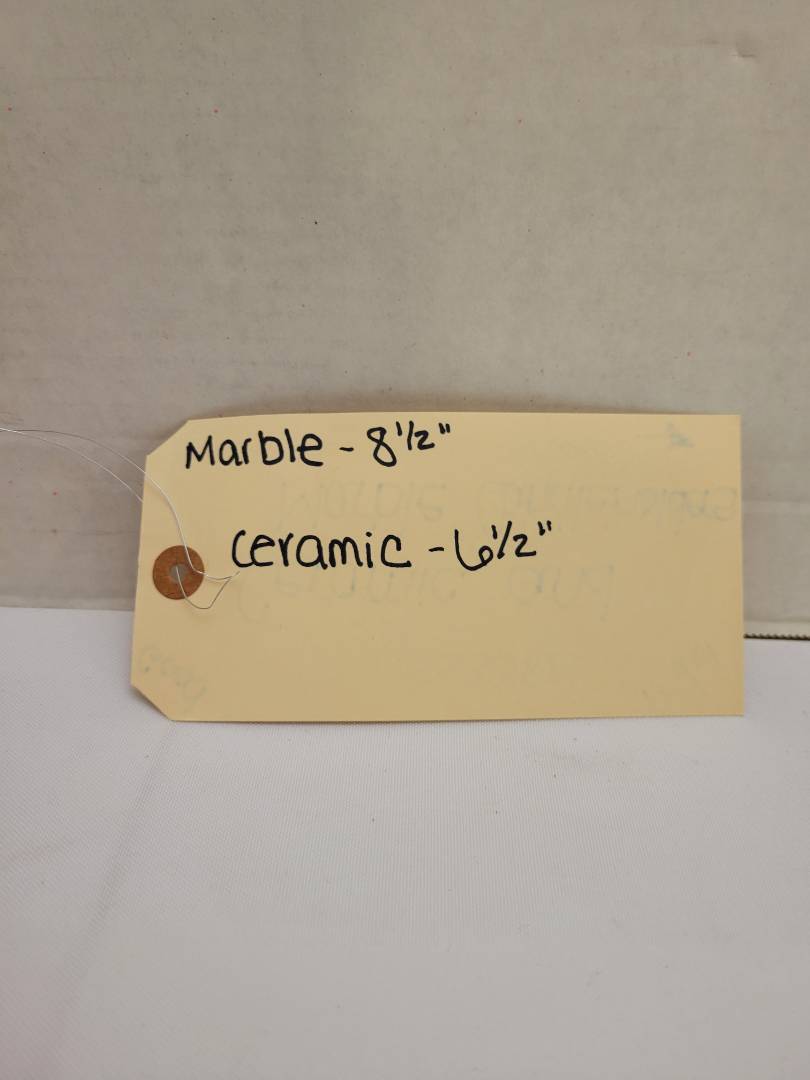 Marble - 8 1/2"
Ceramic - 6 1/2"